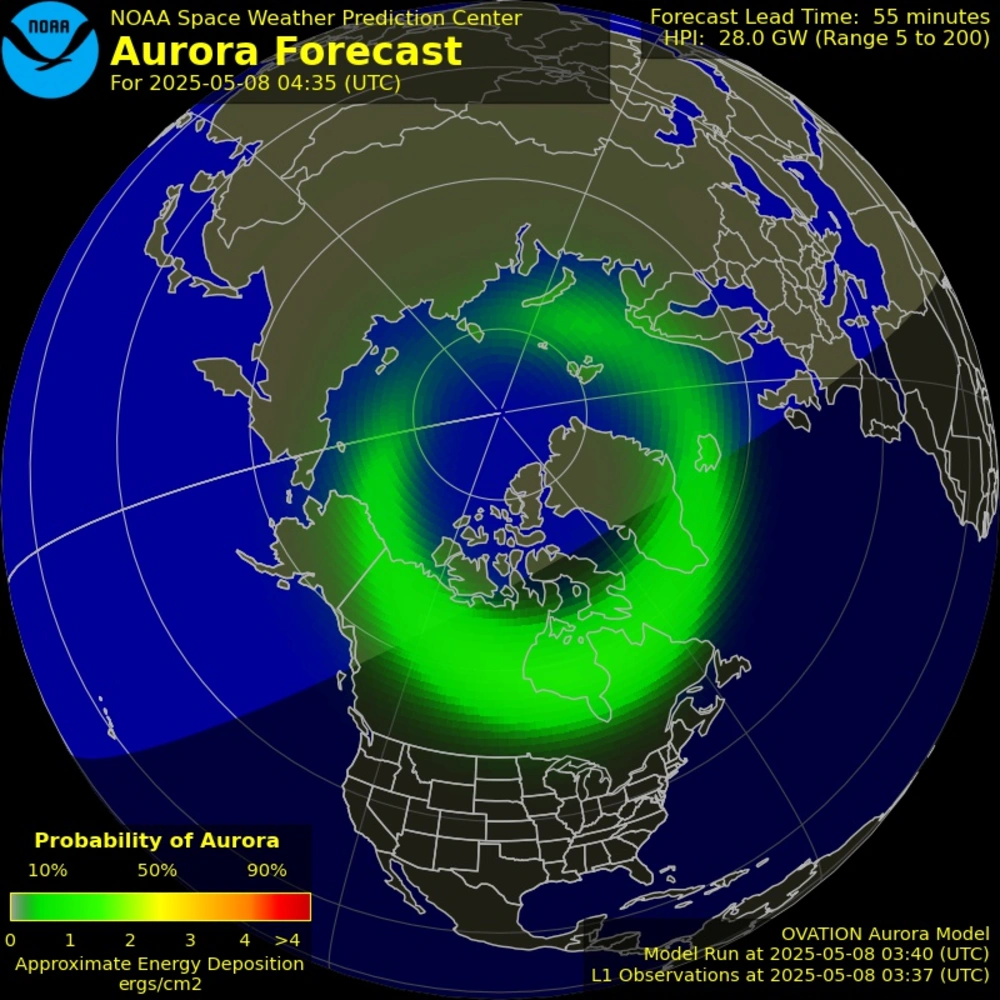 NOAA
NOAA Space Weather Prediction Center
Aurora Forecast
For 2025-05-08 04:35 (UTC)
Forecast Lead Time: 55 minutes
HPI: 28.0 GW (Range 5 to 200)
Probability of Aurora
10% 50% 90%
0 1 2 3 4 >4
Approximate Energy Deposition
ergs/cm2
OVATION Aurora Model
Model Run at 2025-05-08 03:40 (UTC)
L1 Observations at 2025-05-08 03:37 (UTC)